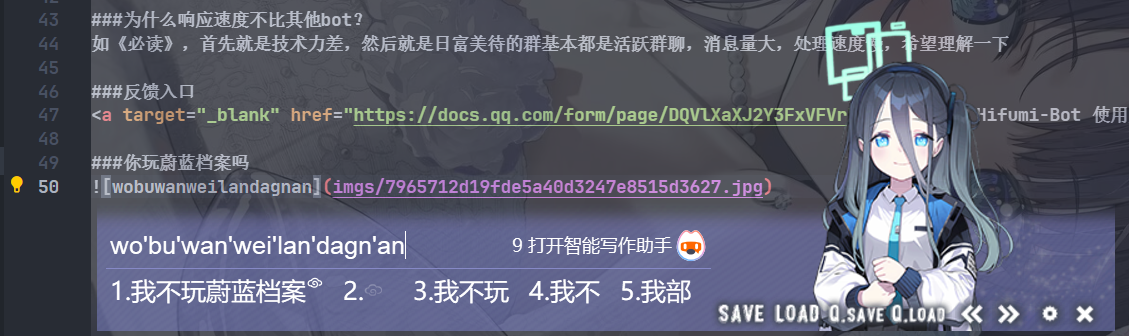 43 ###为什么响应速度不比其他bot?
44 如《必读》，首先就是技术力差，然后就是日富美待的群基本都是活跃群聊，消息量大，处理速度 ，希望理解一下
45
46 ###反馈入口
47 <a target="_blank" href="https://docs.qq.com/form/page/DQVlXaXJ2Y3FxVFVr Hifumi-Bot 使用
48
49 ###你玩蔚蓝档案吗
50 ![wobuwanweilandagnan](imgs/7965712d19fde5a40d3247e8515d3627.jpg)
wo'bu'wan'wei'lan'dagn'an 9 打开智能写作助手
1.我不玩蔚蓝档案 2. 3.我不玩 4.我不 5.我部
SAVE LOAD Q.SAVE Q.LOAD